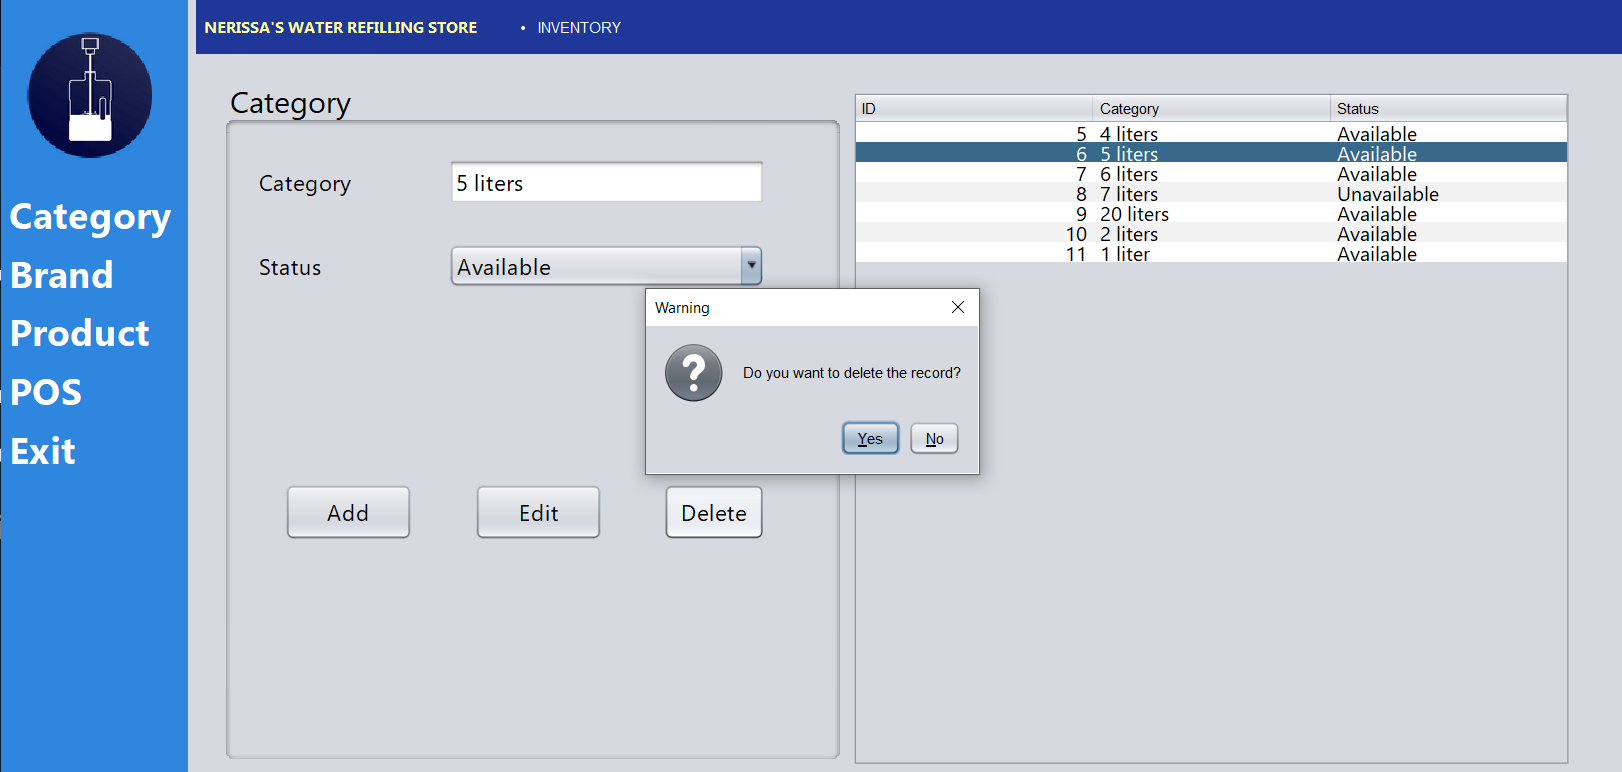 NERISSA'S WATER REFILLING STORE • INVENTORY
Category
Brand
Product
POS
Exit
Category
Category 5 liters
Status Available
Add Edit Delete
ID Category Status
5 4 liters Available
6 5 liters Available
7 6 liters Available
8 7 liters Unavailable
9 20 liters Available
10 2 liters Available
11 1 liter Available
Warning
Do you want to delete the record?
Yes No